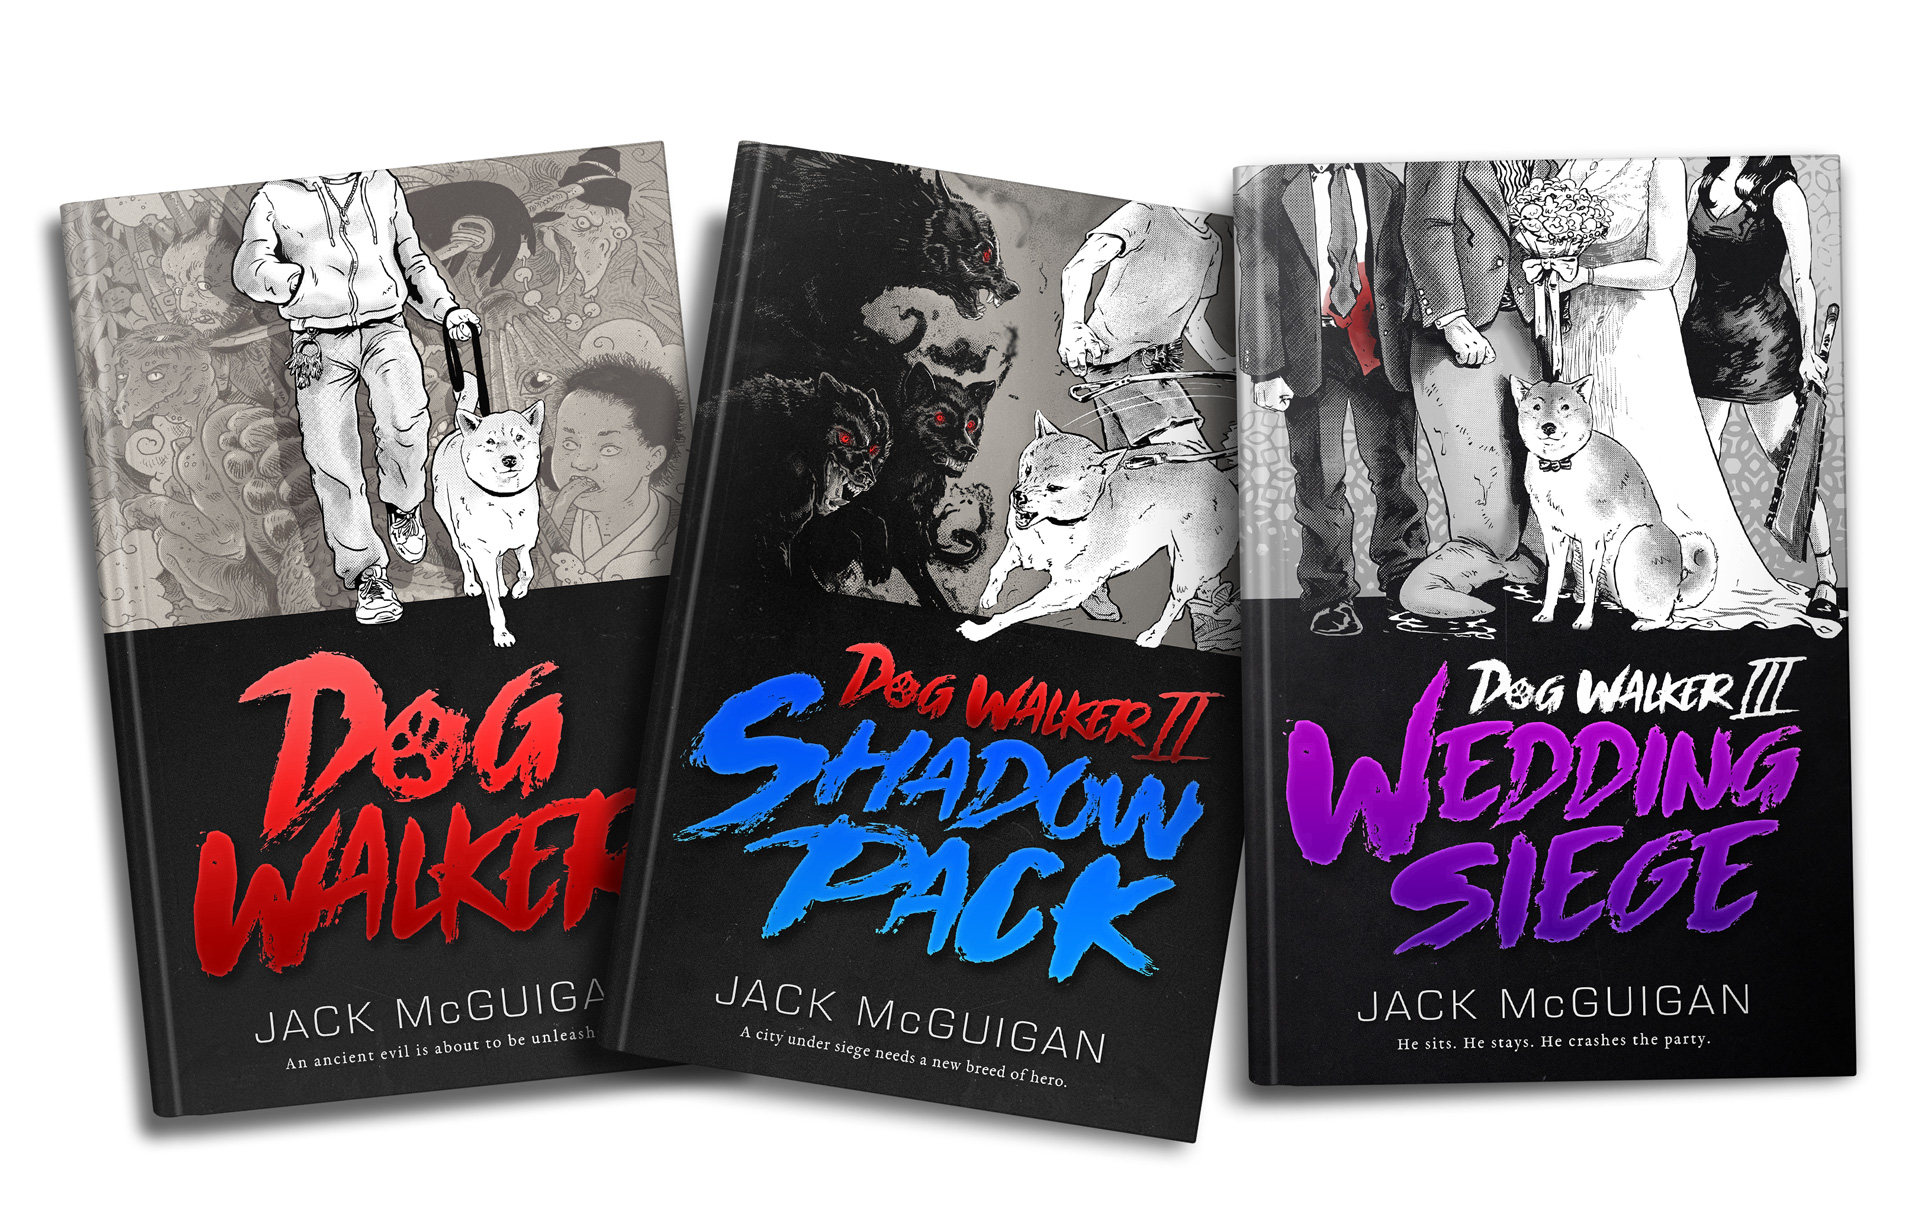 DOG
WALKER
JACK McGUIGA
An ancient evil is about to be unleash
DOG WALKER II
SHADOW
PACK
JACK McGUIGAN
A city under siege needs a new breed of hero.
DOG WALKER III
WEDDING
SIEGE
JACK McGUIGAN
He sits. He stays. He crashes the party.